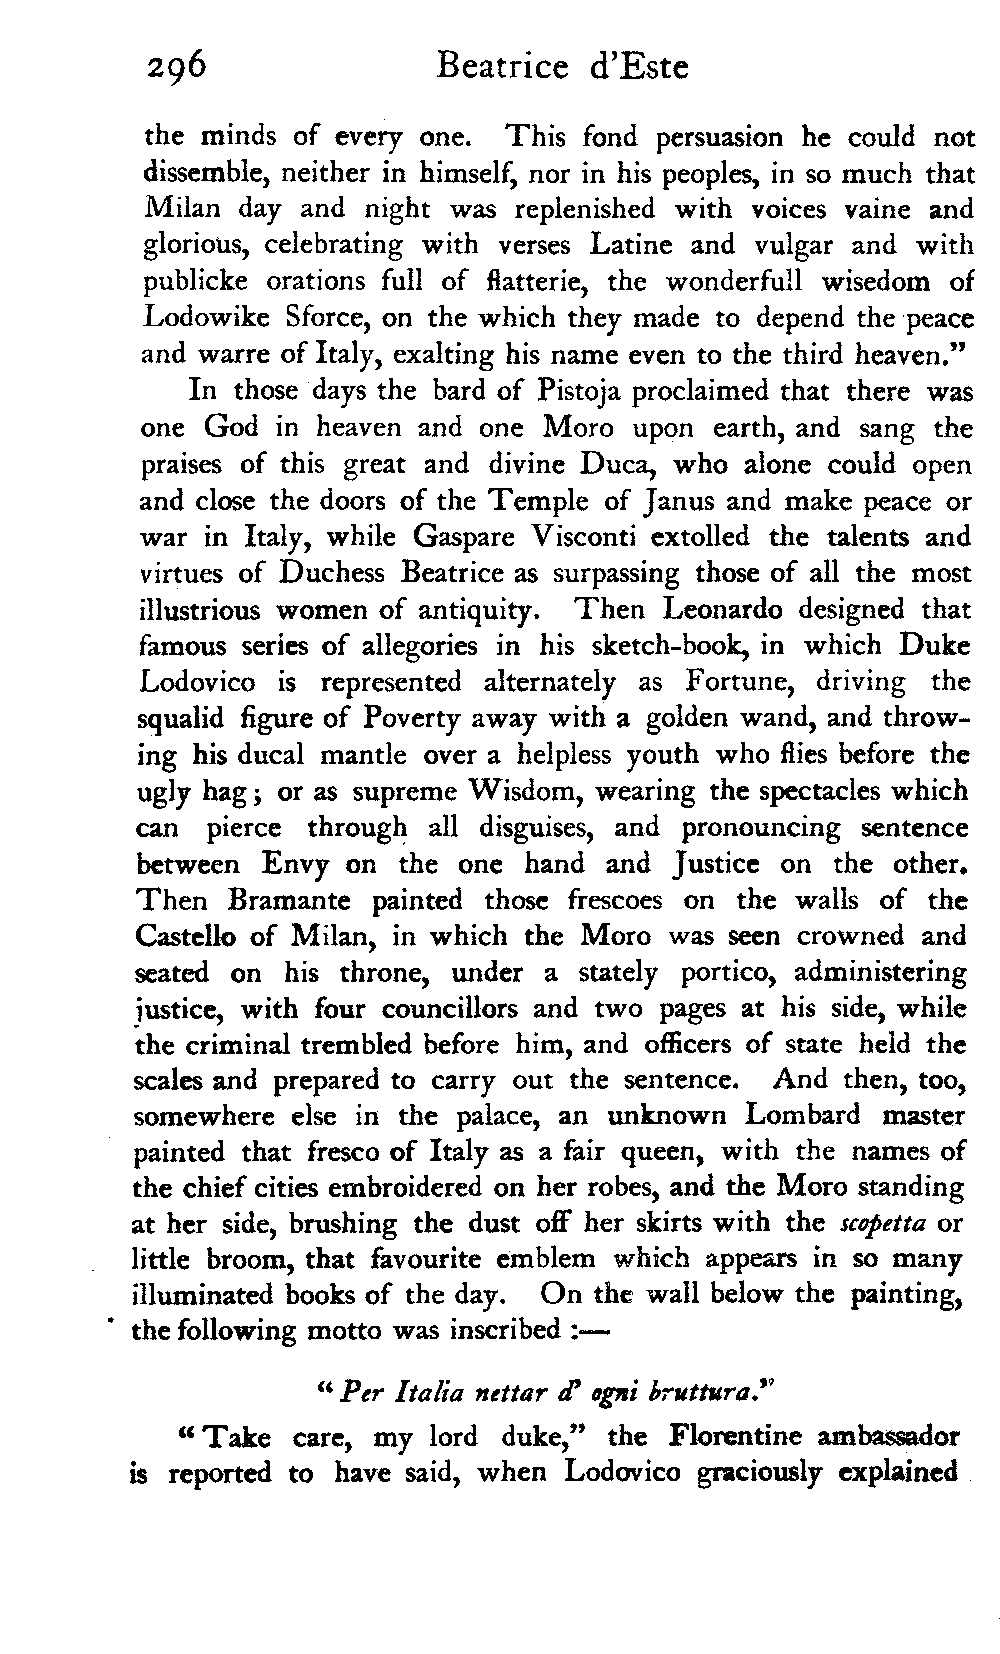 296 Beatrice d'Este
the minds of every one. This fond persuasion he could not
dissemble, neither in himself, nor in his peoples, in so much that
Milan day and night was replenished with voices vaine and
glorious, celebrating with verses Latine and vulgar and with
publicke orations full of flatterie, the wonderfull wisedom of
Lodowike Sforce, on the which they made to depend the peace
and warre of Italy, exalting his name even to the third heaven."
In those days the bard of Pistoja proclaimed that there was
one God in heaven and one Moro upon earth, and sang the
praises of this great and divine Duca, who alone could open
and close the doors of the Temple of Janus and make peace or
war in Italy, while Gaspare Visconti extolled the talents and
virtues of Duchess Beatrice as surpassing those of all the most
illustrious women of antiquity. Then Leonardo designed that
famous series of allegories in his sketch-book, in which Duke
Lodovico is represented alternately as Fortune, driving the
squalid figure of Poverty away with a golden wand, and throw-
ing his ducal mantle over a helpless youth who flies before the
ugly hag; or as supreme Wisdom, wearing the spectacles which
can pierce through all disguises, and pronouncing sentence
between Envy on the one hand and Justice on the other.
Then Bramante painted those frescoes on the walls of the
Castello of Milan, in which the Moro was seen crowned and
seated on his throne, under a stately portico, administering
justice, with four councillors and two pages at his side, while
the criminal trembled before him, and officers of state held the
scales and prepared to carry out the sentence. And then, too,
somewhere else in the palace, an unknown Lombard master
painted that fresco of Italy as a fair queen, with the names of
the chief cities embroidered on her robes, and the Moro standing
at her side, brushing the dust off her skirts with the scopetta or
little broom, that favourite emblem which appears in so many
illuminated books of the day. On the wall below the painting,
the following motto was inscribed :—
"Per Italia nettar d' ogni bruttura."
"Take care, my lord duke," the Florentine ambassador
is reported to have said, when Lodovico graciously explained